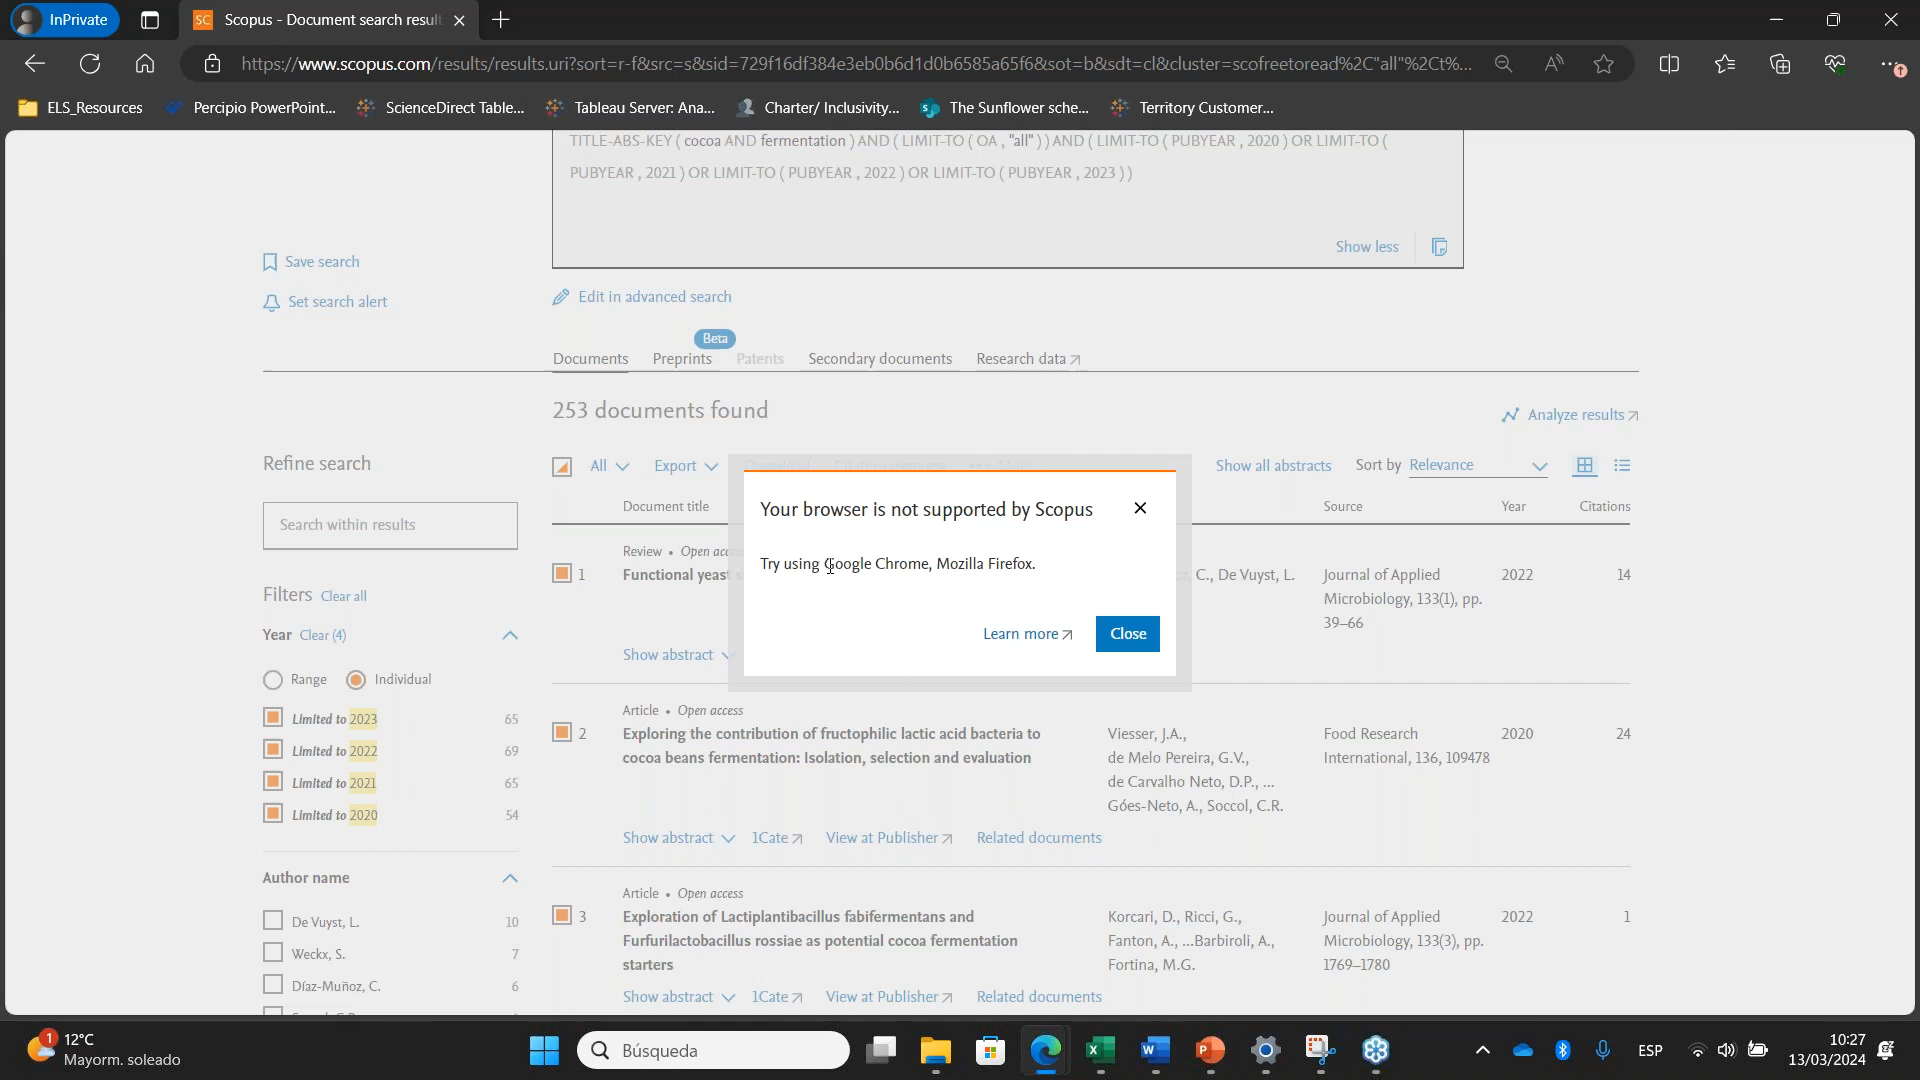 InPrivate
SC Scopus - Document search result
https://www.scopus.com/results/results.uri?sort=r-f&src=s&sid=729f16df384e3eb0b6d1d0b6585a65f6&sot=b&sdt=cl&cluster=scofreetoread%2C"all"%2Ct%...
ELS_Resources Percipio PowerPoint... ScienceDirect Table... Tableau Server: Ana... Charter/ Inclusivity... The Sunflower sche... Territory Customer...
TITLE-ABS-KEY ( cocoa AND fermentation ) AND ( LIMIT-TO ( OA , "all" ) ) AND ( LIMIT-TO ( PUBYEAR , 2020 ) OR LIMIT-TO (
PUBYEAR , 2021 ) OR LIMIT-TO ( PUBYEAR , 2022 ) OR LIMIT-TO ( PUBYEAR , 2023 ) )
Show less
Save search
Set search alert
Edit in advanced search
Beta
Documents Preprints Patents Secondary documents Research data
253 documents found
Analyze results
Refine search
All Export Show all abstracts Sort by Relevance
Document title Source Year Citations
Search within results
Your browser is not supported by Scopus
Try using Google Chrome, Mozilla Firefox.
Learn more Close
Review • Open acc
1 Functional yeast s C., De Vuyst, L. Journal of Applied 2022 14
Microbiology, 133(1), pp.
39–66
Show abstract
Filters Clear all
Year Clear (4)
Range Individual
Limited to 2023 65
Limited to 2022 69
Limited to 2021 65
Limited to 2020 54
Article • Open access
2 Exploring the contribution of fructophilic lactic acid bacteria to Viesser, J.A., Food Research 2020 24
cocoa beans fermentation: Isolation, selection and evaluation de Melo Pereira, G.V., International, 136, 109478
de Carvalho Neto, D.P., ...
Góes-Neto, A., Soccol, C.R.
Show abstract 1Cate View at Publisher Related documents
Author name
De Vuyst, L. 10
Weckx, S. 7
Díaz-Muñoz, C. 6
Article • Open access
3 Exploration of Lactiplantibacillus fabifermentans and Korcari, D., Ricci, G., Journal of Applied 2022 1
Furfurilactobacillus rossiae as potential cocoa fermentation Fanton, A., ...Barbiroli, A., Microbiology, 133(3), pp.
starters Fortina, M.G. 1769–1780
Show abstract 1Cate View at Publisher Related documents
1 12°C
Mayorm. soleado
Búsqueda
ESP
10:27
13/03/2024